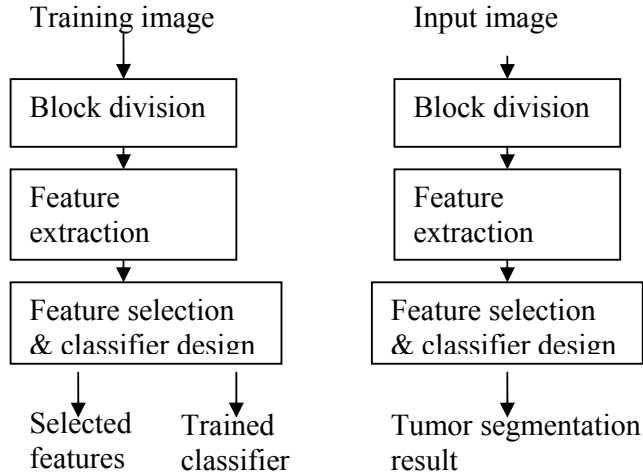 Training image
Block division
Feature
extraction
Feature selection
& classifier design
Selected
features
Trained
classifier
Input image
Block division
Feature
extraction
Feature selection
& classifier design
Tumor segmentation
result